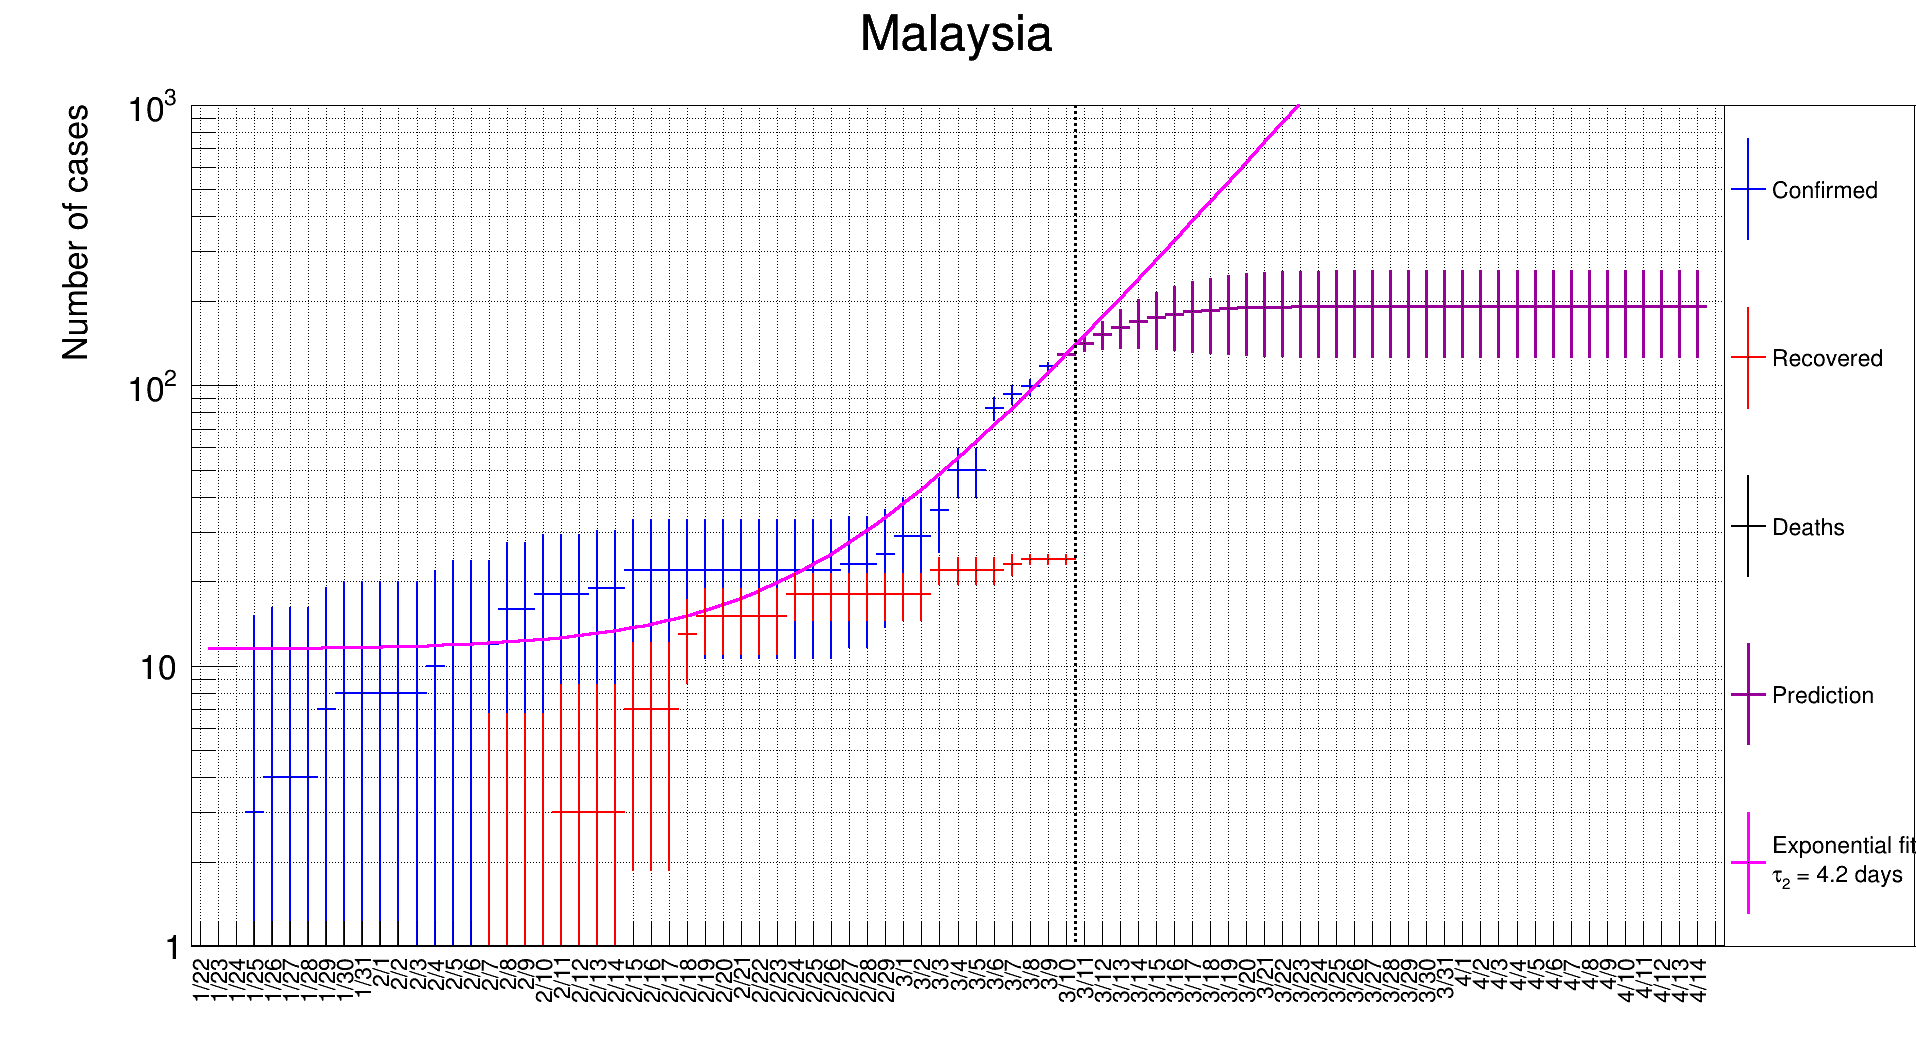 Malaysia
Number of cases
10³
10²
10
1
1/22 1/23 1/24 1/25 1/26 1/27 1/28 1/29 1/30 1/31 2/1 2/2 2/3 2/4 2/5 2/6 2/7 2/8 2/9 2/10 2/11 2/12 2/13 2/14 2/15 2/16 2/17 2/18 2/19 2/20 2/21 2/22 2/23 2/24 2/25 2/26 2/27 2/28 2/29 3/1 3/2 3/3 3/4 3/5 3/6 3/7 3/8 3/9 3/10 3/11 3/12 3/13 3/14 3/15 3/16 3/17 3/18 3/19 3/20 3/21 3/22 3/23 3/24 3/25 3/26 3/27 3/28 3/29 3/30 3/31 4/1 4/2 4/3 4/4 4/5 4/6 4/7 4/8 4/9 4/10 4/11 4/12 4/13 4/14
Confirmed
Recovered
Deaths
Prediction
Exponential fit
τ₂ = 4.2 days